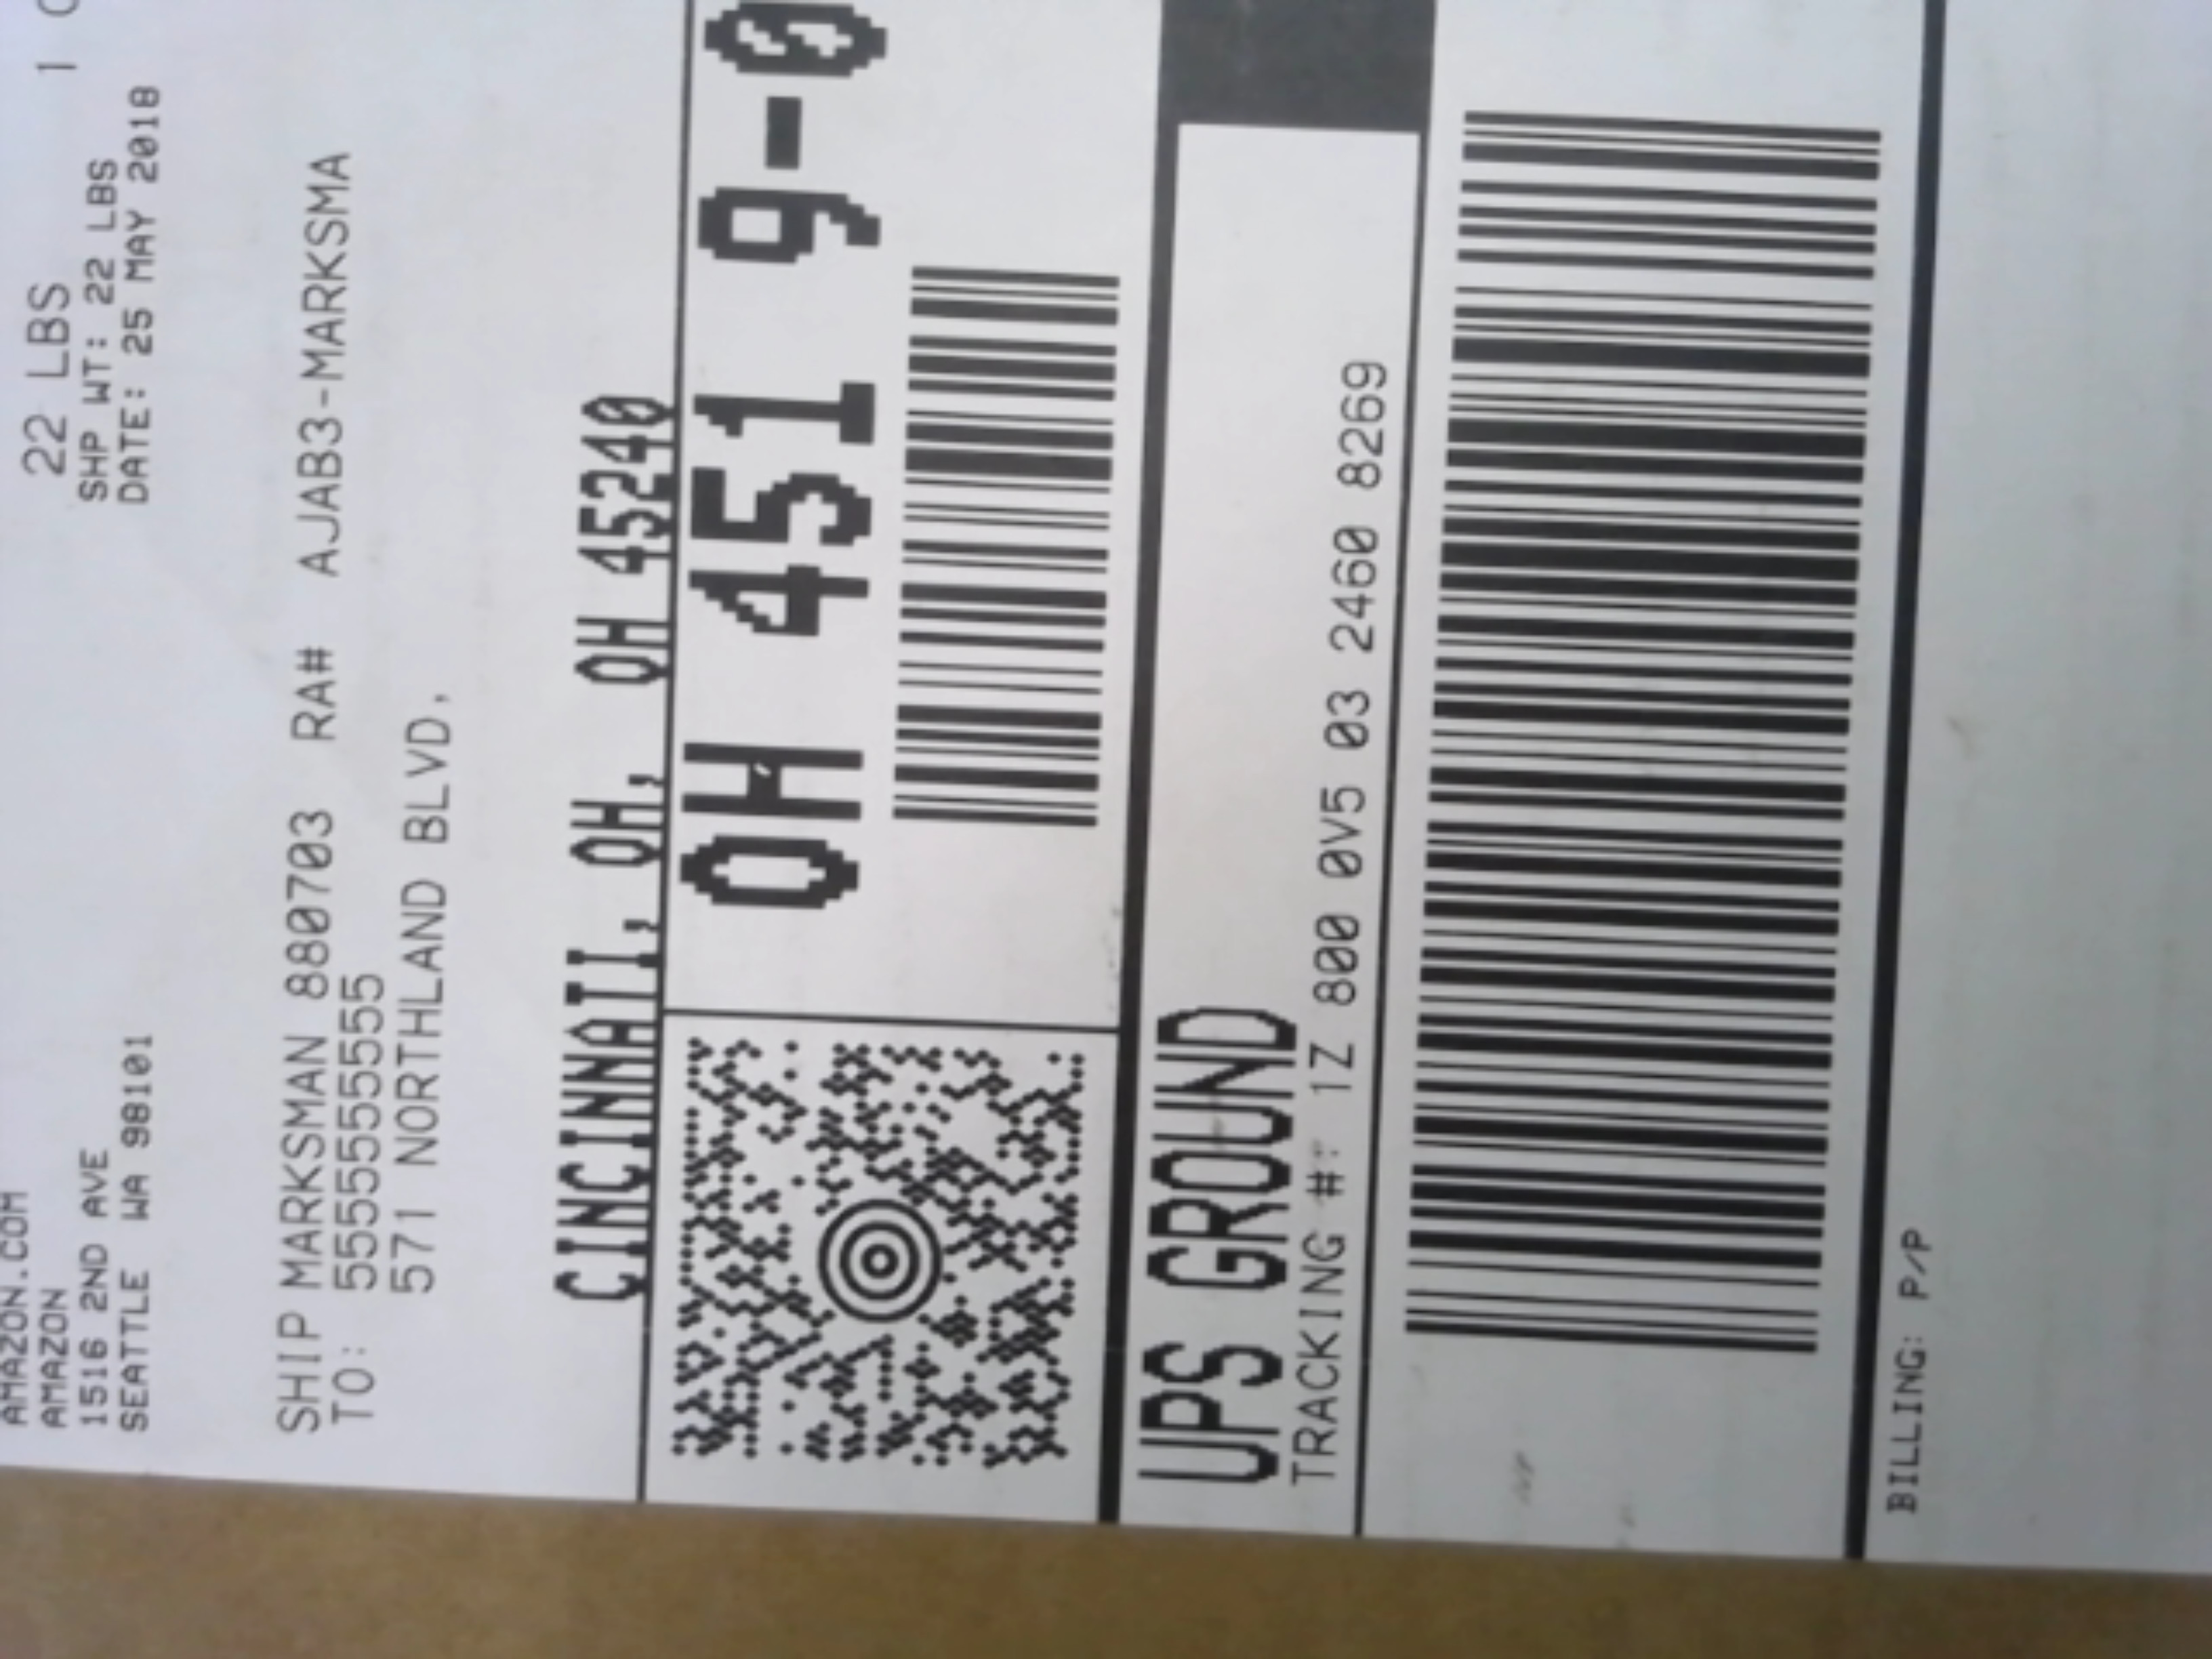 AMAZON.COM
AMAZON
1516 2ND AVE
SEATTLE WA 98101
22 LBS 1
SHP WT: 22 LBS
DATE: 25 MAY 2018
SHIP MARKSMAN 880703 RA# AJAB3-MARKSMA
TO: 5555555555
571 NORTHLAND BLVD,
CINCINNATI, OH, OH 45240
OH 451 9-0
UPS GROUND
TRACKING #: 1Z 800 0V5 03 2460 8269
BILLING: P/P